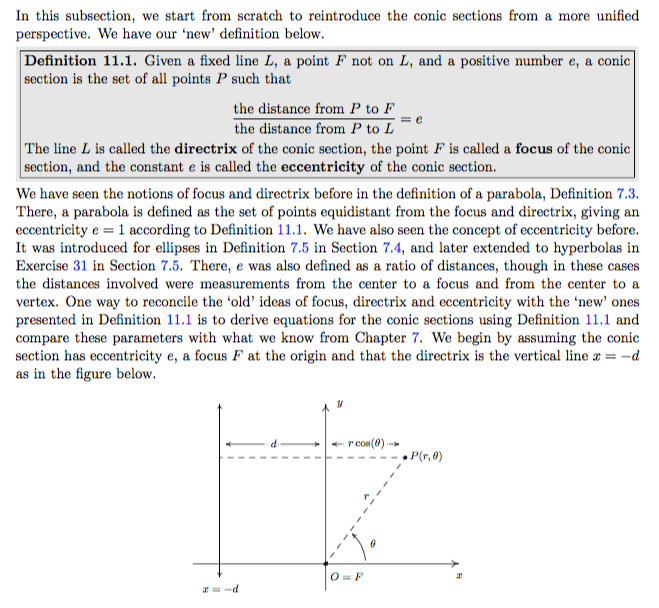 In this subsection, we start from scratch to reintroduce the conic sections from a more unified
perspective. We have our ‘new’ definition below.
Definition 11.1. Given a fixed line L, a point F not on L, and a positive number e, a conic
section is the set of all points P such that
the distance from P to F
the distance from P to L
= e
The line L is called the directrix of the conic section, the point F is called a focus of the conic
section, and the constant e is called the eccentricity of the conic section.
We have seen the notions of focus and directrix before in the definition of a parabola, Definition 7.3.
There, a parabola is defined as the set of points equidistant from the focus and directrix, giving an
eccentricity e = 1 according to Definition 11.1. We have also seen the concept of eccentricity before.
It was introduced for ellipses in Definition 7.5 in Section 7.4, and later extended to hyperbolas in
Exercise 31 in Section 7.5. There, e was also defined as a ratio of distances, though in these cases
the distances involved were measurements from the center to a focus and from the center to a
vertex. One way to reconcile the ‘old’ ideas of focus, directrix and eccentricity with the ‘new’ ones
presented in Definition 11.1 is to derive equations for the conic sections using Definition 11.1 and
compare these parameters with what we know from Chapter 7. We begin by assuming the conic
section has eccentricity e, a focus F at the origin and that the directrix is the vertical line x = −d
as in the figure below.
y
d
r cos(θ)
P(r, θ)
r
θ
O = F
x
x = −d